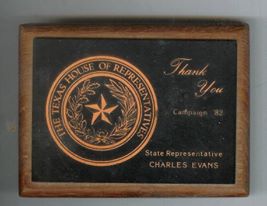 THE TEXAS HOUSE OF REPRESENTATIVES
Thank
You
Campaign '82
State Representative
CHARLES EVANS